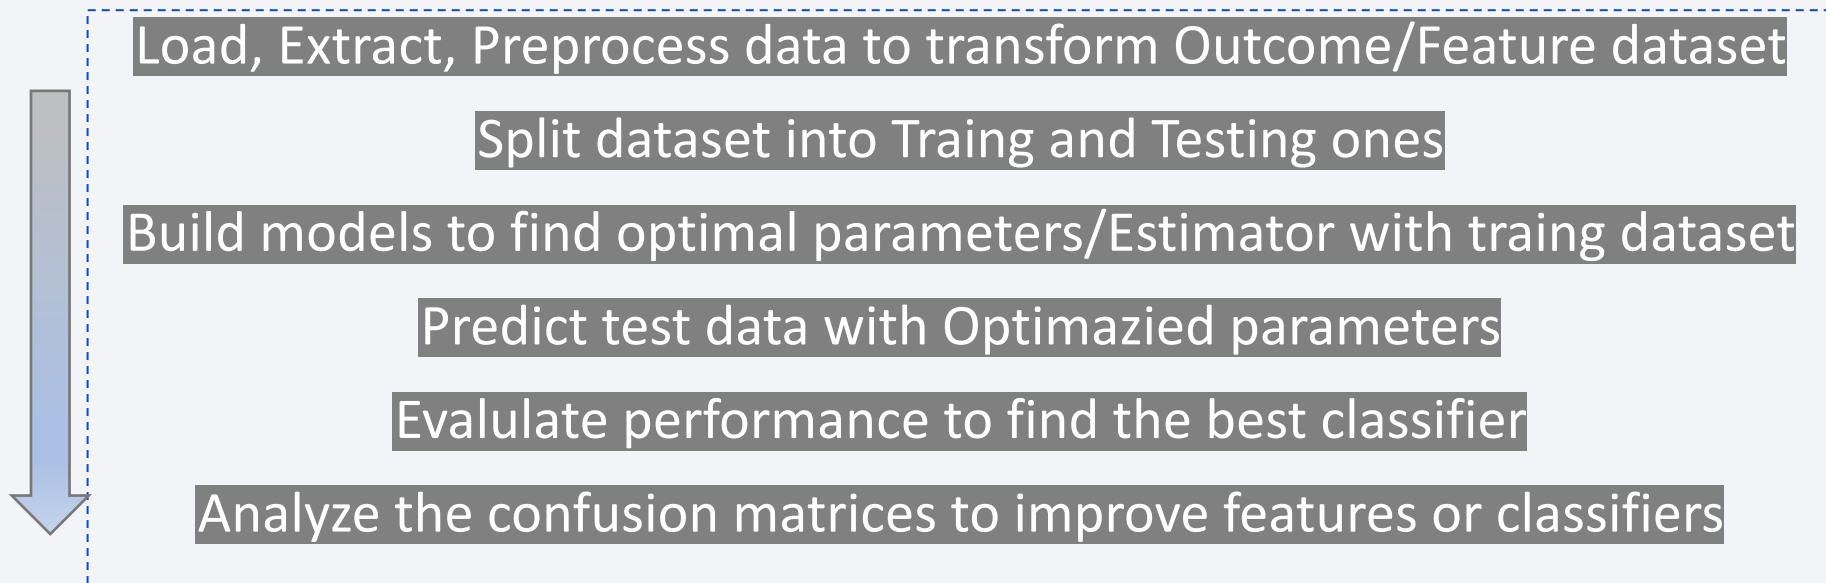 Load, Extract, Preprocess data to transform Outcome/Feature dataset
Split dataset into Traing and Testing ones
Build models to find optimal parameters/Estimator with traing dataset
Predict test data with Optimazied parameters
Evalulate performance to find the best classifier
Analyze the confusion matrices to improve features or classifiers